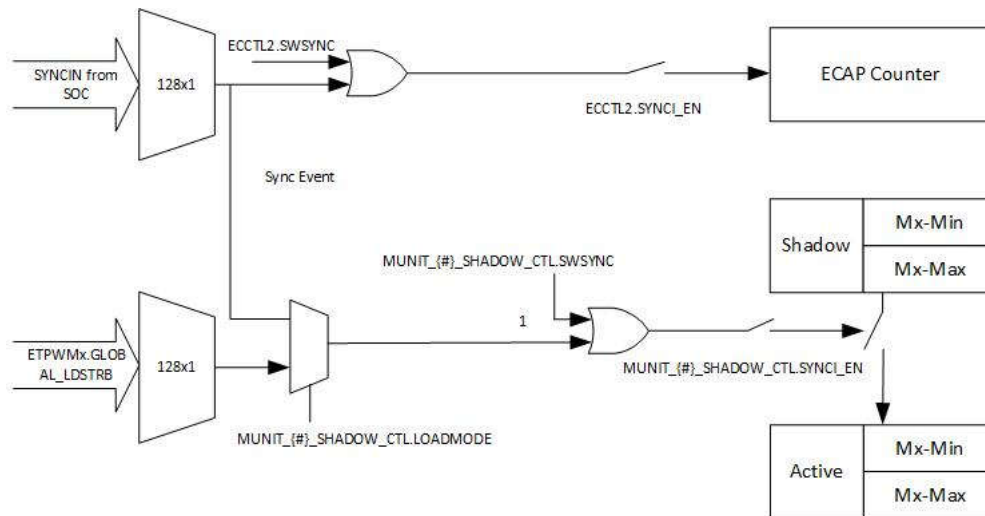 ECCTL2.SWSYNC
SYNCIN from
SOC
128x1
ECAP Counter
ECCTL2.SYNCI_EN
Sync Event
Shadow
Mx-Min
Mx-Max
MUNIT_{#}_SHADOW_CTL.SWSYNC
1
ETPWMx.GLOB
AL_LDSTRB
128x1
MUNIT_{#}_SHADOW_CTL.SYNCI_EN
MUNIT_{#}_SHADOW_CTL.LOADMODE
Active
Mx-Min
Mx-Max